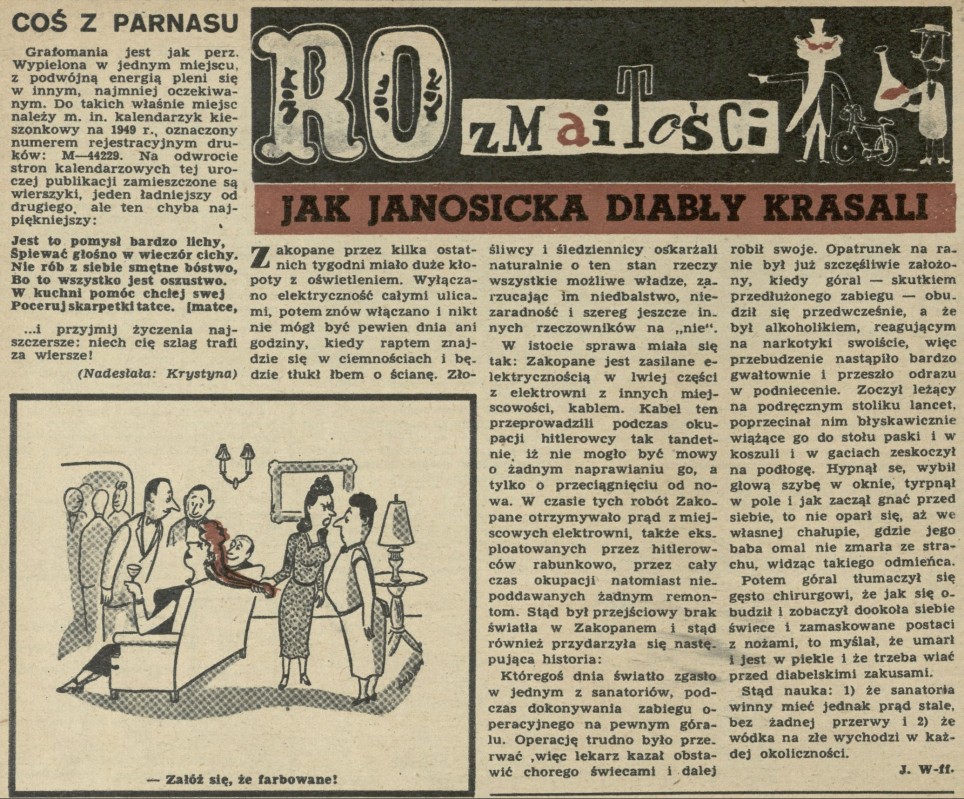 COŚ Z PARNASU
Grafomania jest jak perz.
Wypielona w jednym miejscu,
z podwójną energią pleni się
w innym, najmniej oczekiwa-
nym. Do takich właśnie miejsc
należy m. in. kalendarzyk kie-
szonkowy na 1949 r., oznaczony
numerem rejestracyjnym dru-
ków: M—44229. Na odwrocie
stron kalendarzowych tej uro-
czej publikacji zamieszczone są
wierszyki, jeden ładniejszy od
drugiego, ale ten chyba naj-
piękniejszy:
Jest to pomysł bardzo lichy,
Śpiewać głośno w wieczór cichy.
Nie rób z siebie smętne bóstwo,
Bo to wszystko jest oszustwo.
W kuchni pomóc chciej swej
Poceruj skarpetki tatce. [matce,
...i przyjmij życzenia naj-
szczersze: niech cię szlag trafi
za wiersze!
(Nadesłała: Krystyna)
ROzMaiTości
JAK JANOSICKA DIABŁY KRASALI
Zakopane przez kilka ostat-
nich tygodni miało duże kło-
poty z oświetleniem. Wyłącza-
no elektryczność całymi ulica-
mi, potem znów włączano i nikt
nie mógł być pewien dnia ani
godziny, kiedy raptem znaj-
dzie się w ciemnościach i bę-
dzie tłukł łbem o ścianę. Zło-
śliwcy i śledziennicy oskarżali
naturalnie o ten stan rzeczy
wszystkie możliwe władze, za-
rzucając im niedbalstwo, nie-
zaradność i szereg jeszcze in-
nych rzeczowników na „nie“.
W istocie sprawa miała się
tak: Zakopane jest zasilane e-
lektrycznością w lwiej części
z elektrowni z innych miej-
scowości, kablem. Kabel ten
przeprowadzili podczas oku-
pacji hitlerowcy tak tandet-
nie, iż nie mogło być mowy
o żadnym naprawianiu go, a
tylko o przeciągnięciu od no-
wa. W czasie tych robót Zako-
pane otrzymywało prąd z miej-
scowych elektrowni, także eks-
ploatowanych przez hitlerow-
ców rabunkowo, przez cały
czas okupacji natomiast nie-
poddawanych żadnym remon-
tom. Stąd był przejściowy brak
światła w Zakopanem i stąd
również przydarzyła się nastę-
pująca historia:
Któregoś dnia światło zgasło
w jednym z sanatoriów, pod-
czas dokonywania zabiegu o-
peracyjnego na pewnym góra-
lu. Operację trudno było prze-
rwać ,więc lekarz kazał obsta-
wić chorego świecami i dalej
robił swoje. Opatrunek na ra-
nie był już szczęśliwie założo-
ny, kiedy góral — skutkiem
przedłużonego zabiegu — obu-
dził się przedwcześnie, a że
był alkoholikiem, reagującym
na narkotyki swoiście, więc
przebudzenie nastąpiło bardzo
gwałtownie i przeszło odrazu
w podniecenie. Zoczył leżący
na podręcznym stoliku lancet,
poprzecinał nim błyskawicznie
wiążące go do stołu paski i w
koszuli i w gaciach zeskoczył
na podłogę. Hypnął se, wybił
głową szybę w oknie, tyrpnął
w pole i jak zaczął gnać przed
siebie, to nie oparł się, aż we
własnej chałupie, gdzie jego
baba omal nie zmarła ze stra-
chu, widząc takiego odmieńca.
Potem góral tłumaczył się
gęsto chirurgowi, że jak się o-
budził i zobaczył dookoła siebie
świece i zamaskowane postaci
z nożami, to myślał, że umarł
i jest w piekle i że trzeba wiać
przed diabelskimi zakusami.
Stąd nauka: 1) że sanatoria
winny mieć jednak prąd stale,
bez żadnej przerwy i 2) że
wódka na złe wychodzi w każ-
dej okoliczności.
J. W-ff.
— Załóż się, że farbowane!